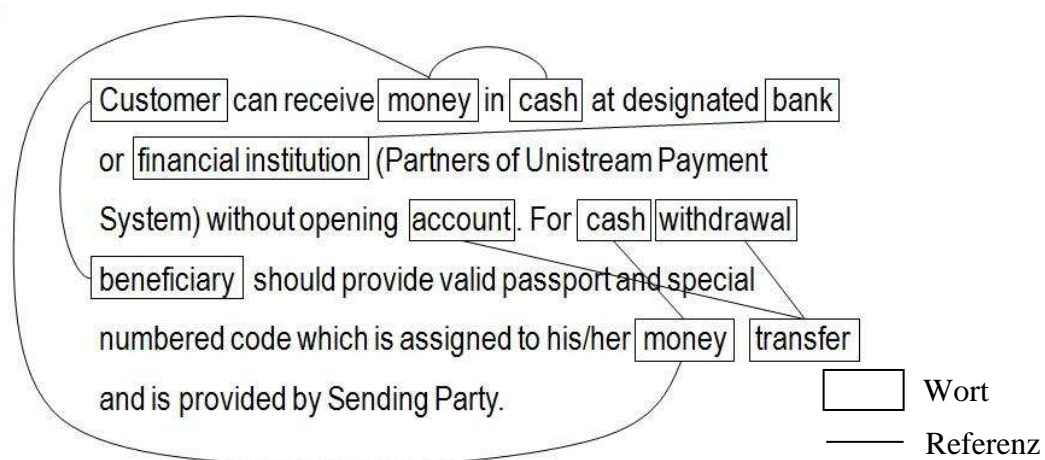 Customer can receive money in cash at designated bank
or financial institution (Partners of Unistream Payment
System) without opening account. For cash withdrawal
beneficiary should provide valid passport and special
numbered code which is assigned to his/her money transfer
and is provided by Sending Party.
Wort
Referenz